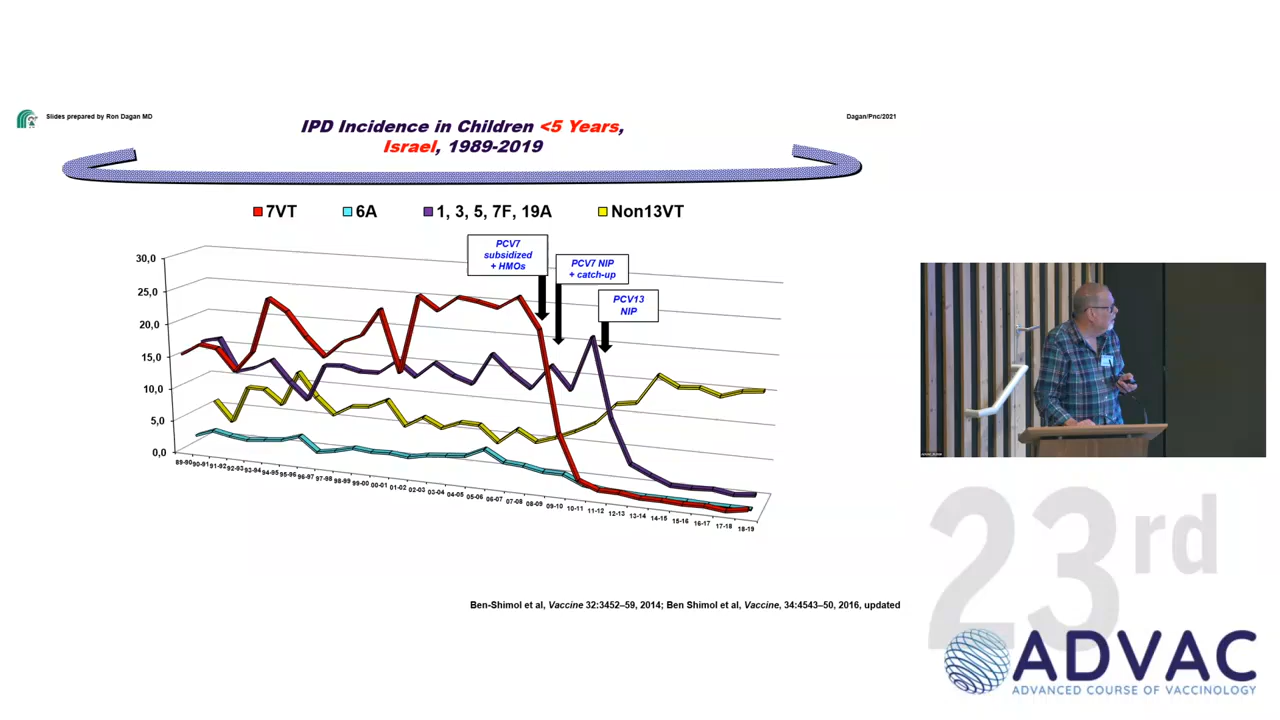 Slides prepared by Ron Dagan MD
Dagan/Pnc/2021
IPD Incidence in Children <5 Years,
Israel, 1989-2019
7VT
6A
1, 3, 5, 7F, 19A
Non13VT
PCV7
subsidized
+ HMOs
PCV7 NIP
+ catch-up
PCV13
NIP
30,0
25,0
20,0
15,0
10,0
5,0
0,0
89-90
90-91
91-92
92-93
93-94
94-95
95-96
96-97
97-98
98-99
99-00
00-01
01-02
02-03
03-04
04-05
05-06
06-07
07-08
08-09
09-10
10-11
11-12
12-13
13-14
14-15
15-16
16-17
17-18
18-19
Ben-Shimol et al, Vaccine 32:3452–59, 2014; Ben Shimol et al, Vaccine, 34:4543–50, 2016, updated
23rd
ADVAC
ADVANCED COURSE OF VACCINOLOGY